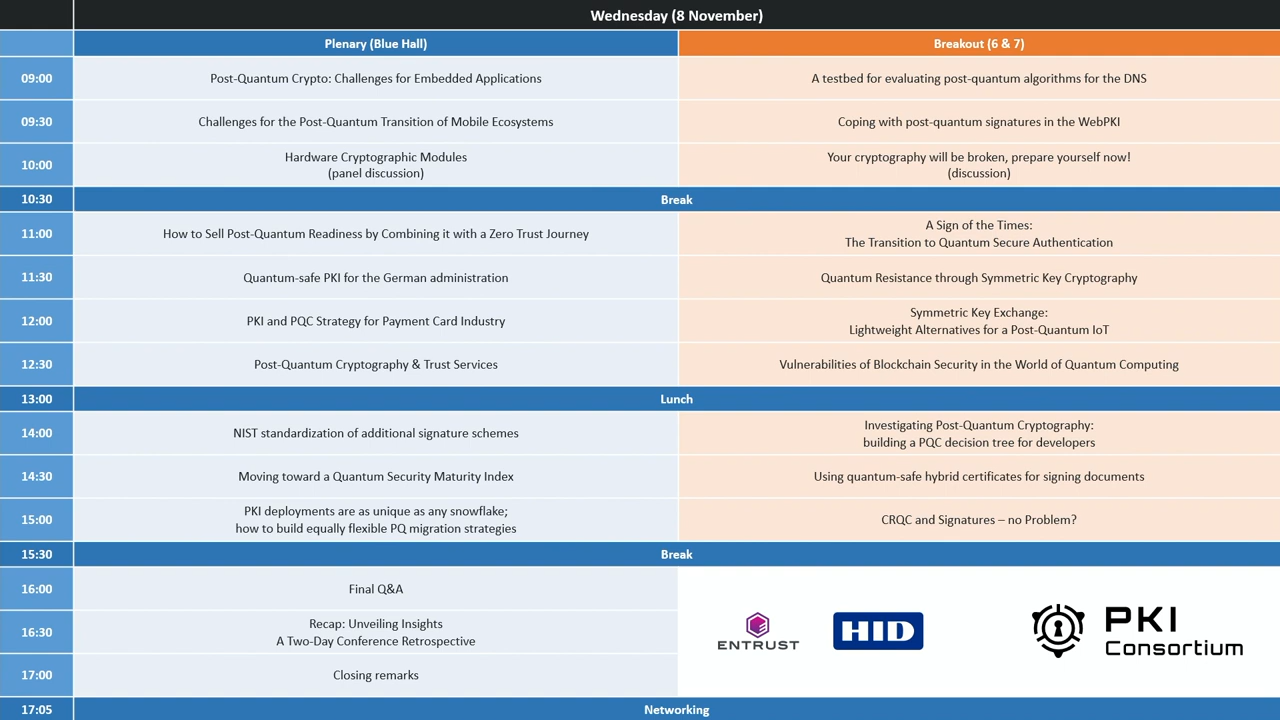 Wednesday (8 November)
Plenary (Blue Hall)
Breakout (6 & 7)
09:00
Post-Quantum Crypto: Challenges for Embedded Applications
A testbed for evaluating post-quantum algorithms for the DNS
09:30
Challenges for the Post-Quantum Transition of Mobile Ecosystems
Coping with post-quantum signatures in the WebPKI
10:00
Hardware Cryptographic Modules
(panel discussion)
Your cryptography will be broken, prepare yourself now!
(discussion)
10:30
Break
11:00
How to Sell Post-Quantum Readiness by Combining it with a Zero Trust Journey
A Sign of the Times:
The Transition to Quantum Secure Authentication
11:30
Quantum-safe PKI for the German administration
Quantum Resistance through Symmetric Key Cryptography
12:00
PKI and PQC Strategy for Payment Card Industry
Symmetric Key Exchange:
Lightweight Alternatives for a Post-Quantum IoT
12:30
Post-Quantum Cryptography & Trust Services
Vulnerabilities of Blockchain Security in the World of Quantum Computing
13:00
Lunch
14:00
NIST standardization of additional signature schemes
Investigating Post-Quantum Cryptography:
building a PQC decision tree for developers
14:30
Moving toward a Quantum Security Maturity Index
Using quantum-safe hybrid certificates for signing documents
15:00
PKI deployments are as unique as any snowflake;
how to build equally flexible PQ migration strategies
CRQC and Signatures – no Problem?
15:30
Break
16:00
Final Q&A
16:30
Recap: Unveiling Insights
A Two-Day Conference Retrospective
ENTRUST
HID
PKI
Consortium
17:00
Closing remarks
17:05
Networking